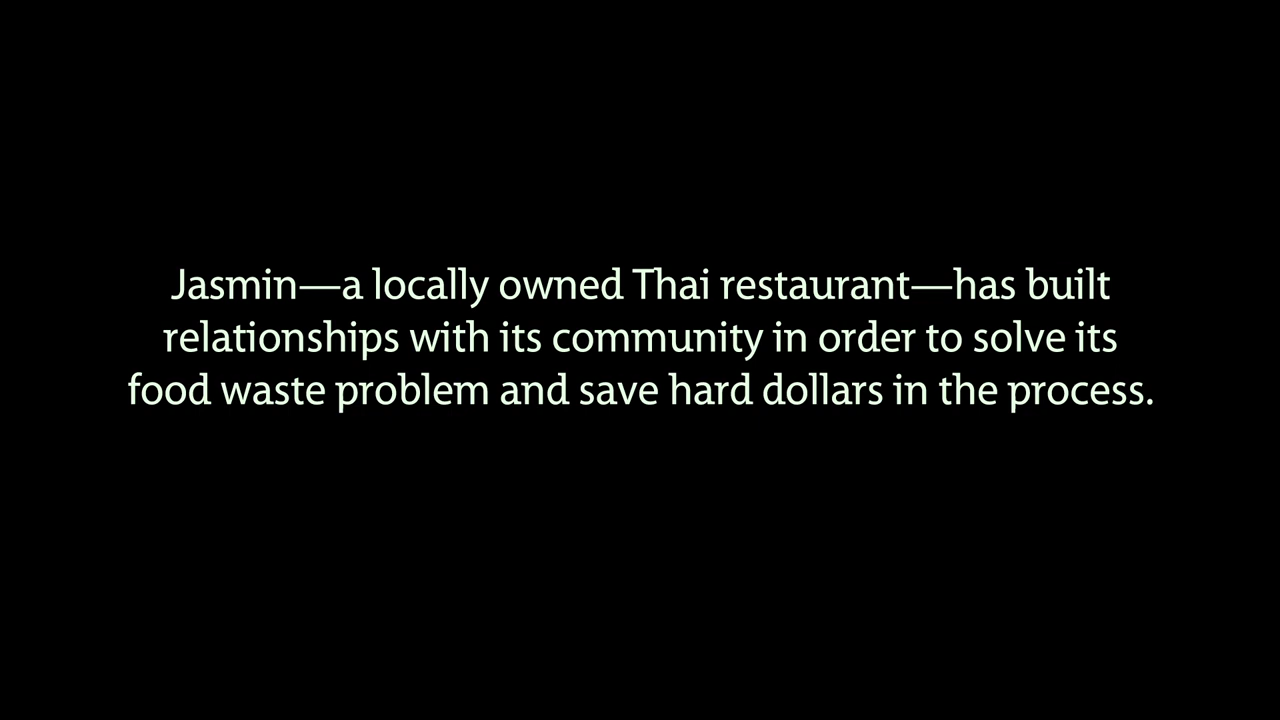 Jasmin—a locally owned Thai restaurant—has built
relationships with its community in order to solve its
food waste problem and save hard dollars in the process.